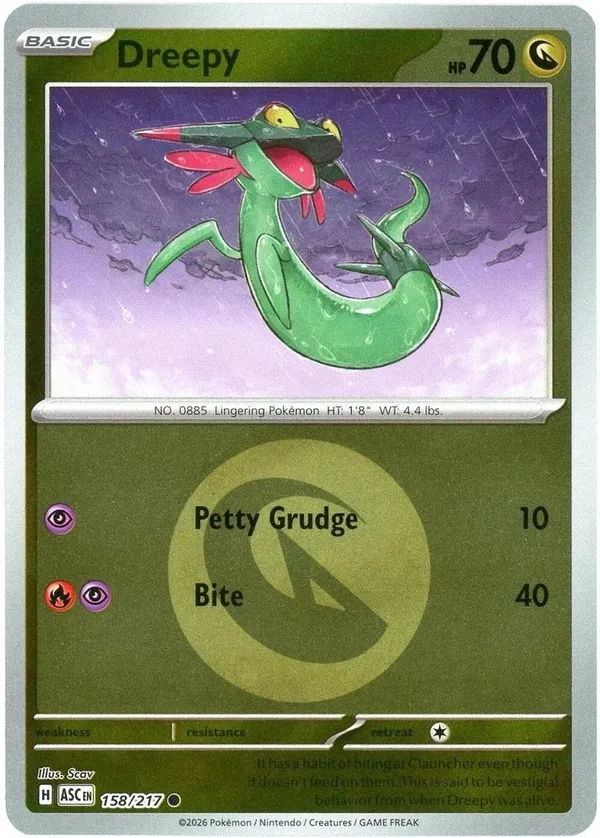 BASIC
Dreepy
HP 70
NO. 0885 Lingering Pokémon HT: 1'8" WT: 4.4 lbs.
Petty Grudge 10
Bite 40
weakness resistance retreat
It has a habit of biting at Clauncher even though
it doesn't feed on them. This is said to be vestigial
behavior from when Dreepy was alive.
Illus. Scav
H ASC EN 158/217
©2026 Pokémon / Nintendo / Creatures / GAME FREAK